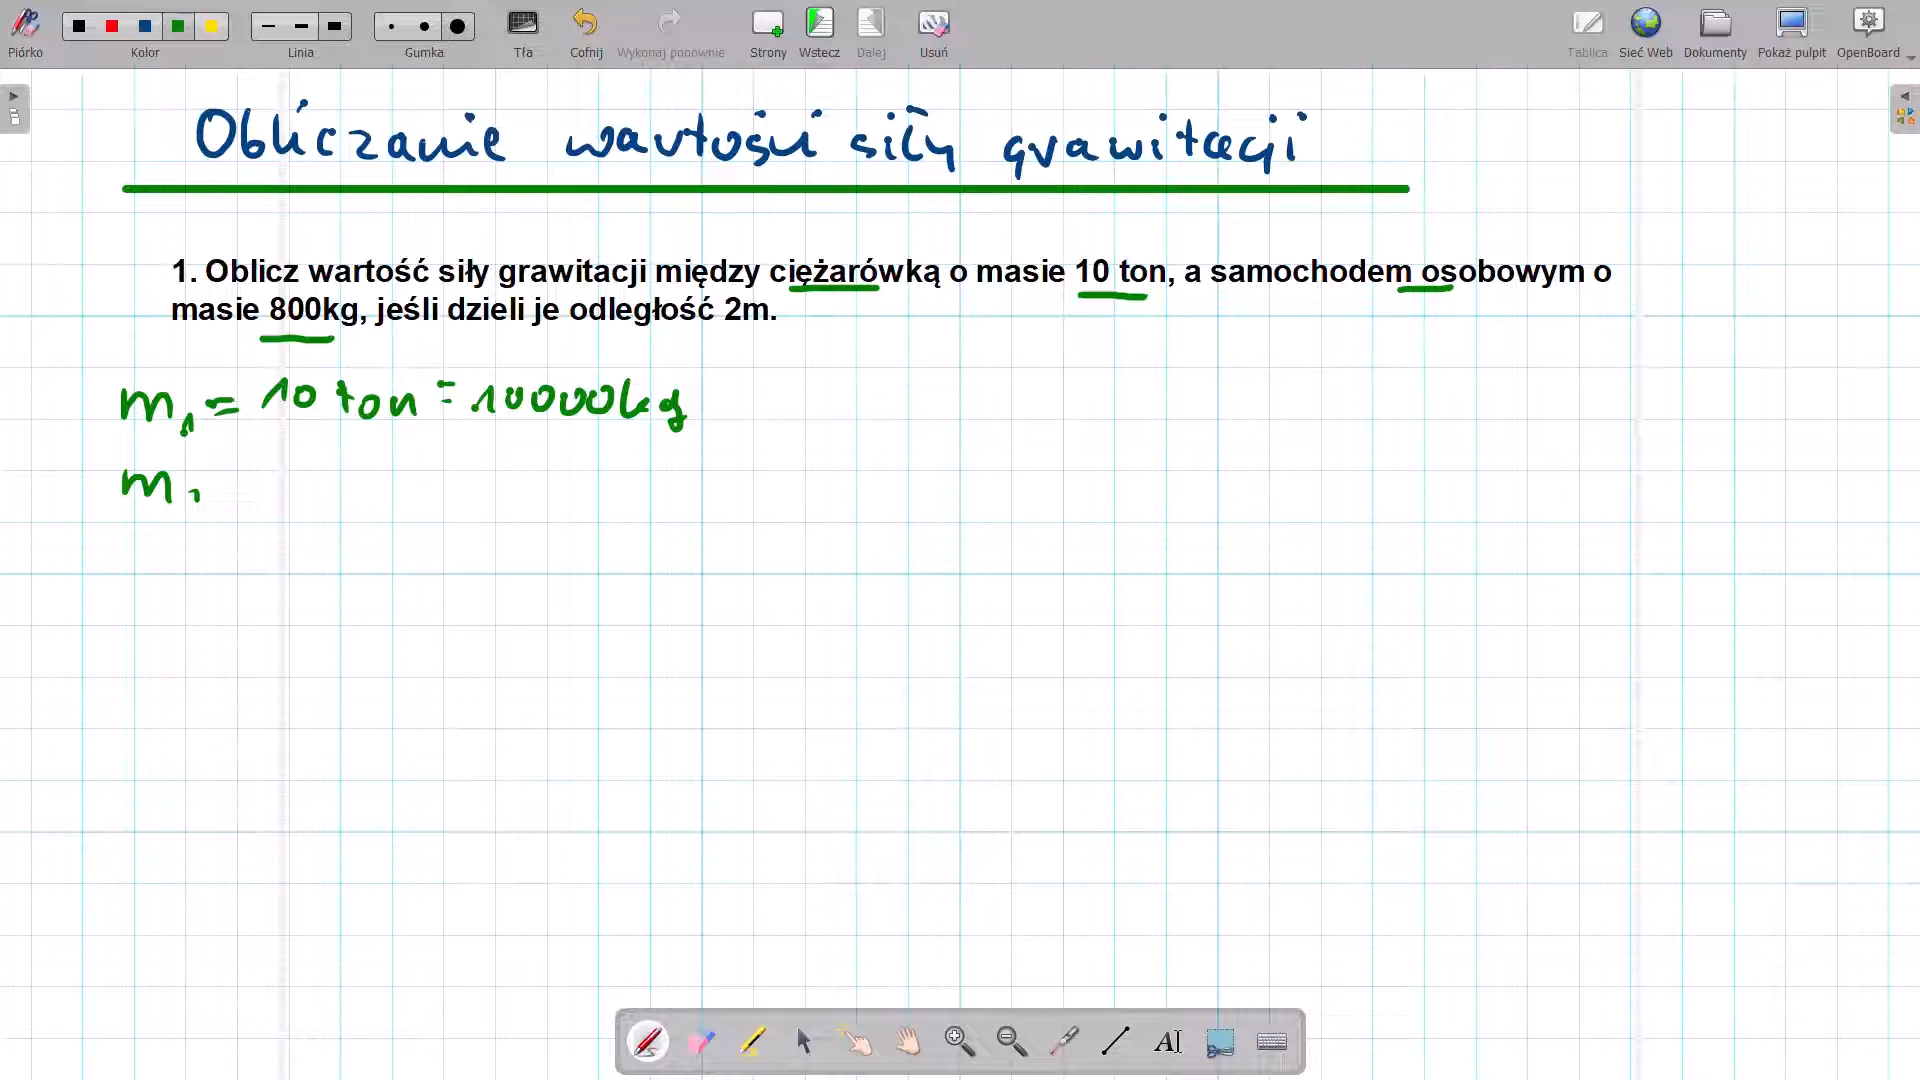 Piórko Kolor Linia Gumka Tła Cofnij Wykonaj ponownie Strony Wstecz Dalej Usuń Tablica Sieć Web Dokumenty Pokaż pulpit OpenBoard
Obliczanie wartości siły grawitacji
1. Oblicz wartość siły grawitacji między ciężarówką o masie 10 ton, a samochodem osobowym o
masie 800kg, jeśli dzieli je odległość 2m.
m₁ = 10 ton = 10000kg
m